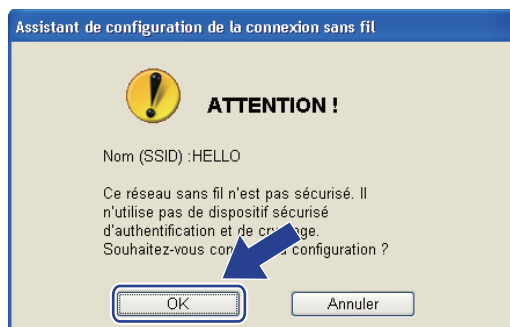 Assistant de configuration de la connexion sans fil
ATTENTION !
Nom (SSID) :HELLO
Ce réseau sans fil n'est pas sécurisé. Il
n'utilise pas de dispositif sécurisé
d'authentification et de cryptage.
Souhaitez-vous configuration ?
OK
Annuler